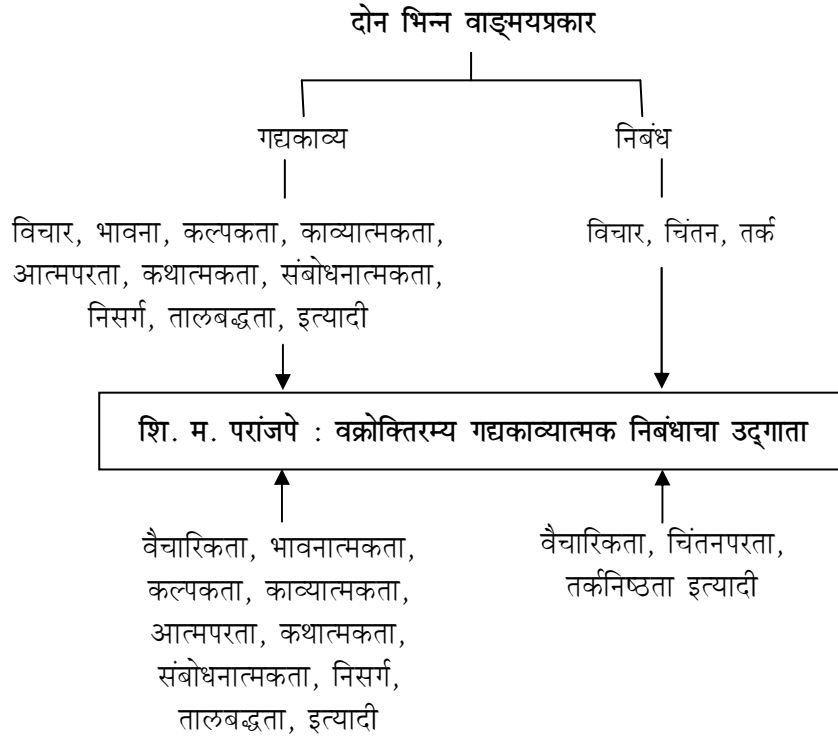 दोन भिन्न वाङ्मयप्रकार
गद्यकाव्य
निबंध
विचार, भावना, कल्पकता, काव्यात्मकता,
आत्मपरता, कथात्मकता, संबोधनात्मकता,
निसर्ग, तालबद्धता, इत्यादी
विचार, चिंतन, तर्क
शि. म. परांजपे : वक्रोक्तिरम्य गद्यकाव्यात्मक निबंधाचा उद्‌गाता
वैचारिकता, भावनात्मकता,
कल्पकता, काव्यात्मकता,
आत्मपरता, कथात्मकता,
संबोधनात्मकता, निसर्ग,
तालबद्धता, इत्यादी
वैचारिकता, चिंतनपरता,
तर्कनिष्ठता इत्यादी